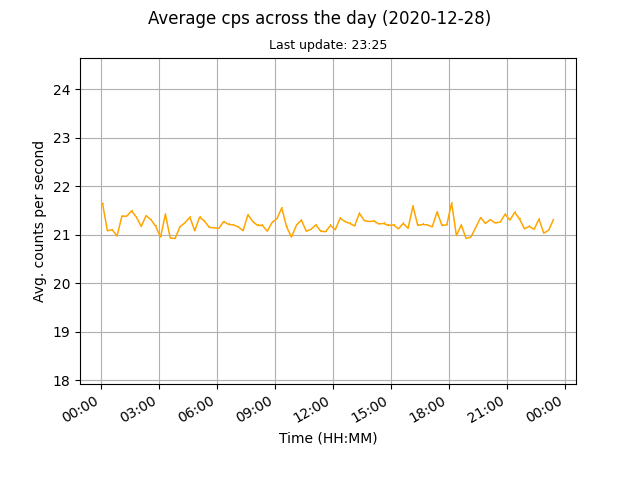 Average cps across the day (2020-12-28)
Last update: 23:25
24
23
22
21
20
19
18
Avg. counts per second
00:00 03:00 06:00 09:00 12:00 15:00 18:00 21:00 00:00
Time (HH:MM)